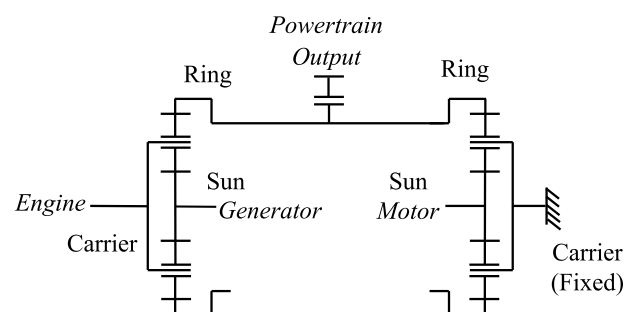 Powertrain
Output
Ring
Ring
Sun
Sun
Engine
Generator
Motor
Carrier
Carrier
(Fixed)